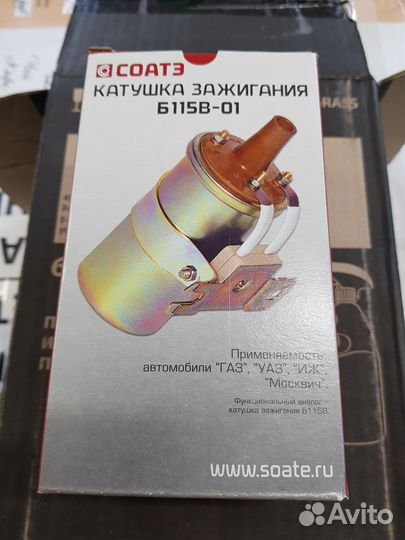 СОАТЭ
КАТУШКА ЗАЖИГАНИЯ
Б115В-01
Применяемость:
автомобили "ГАЗ", "УАЗ", "ИЖ",
"Москвич".
Функциональный аналог –
катушка зажигания Б115В.
www.soate.ru
Avito